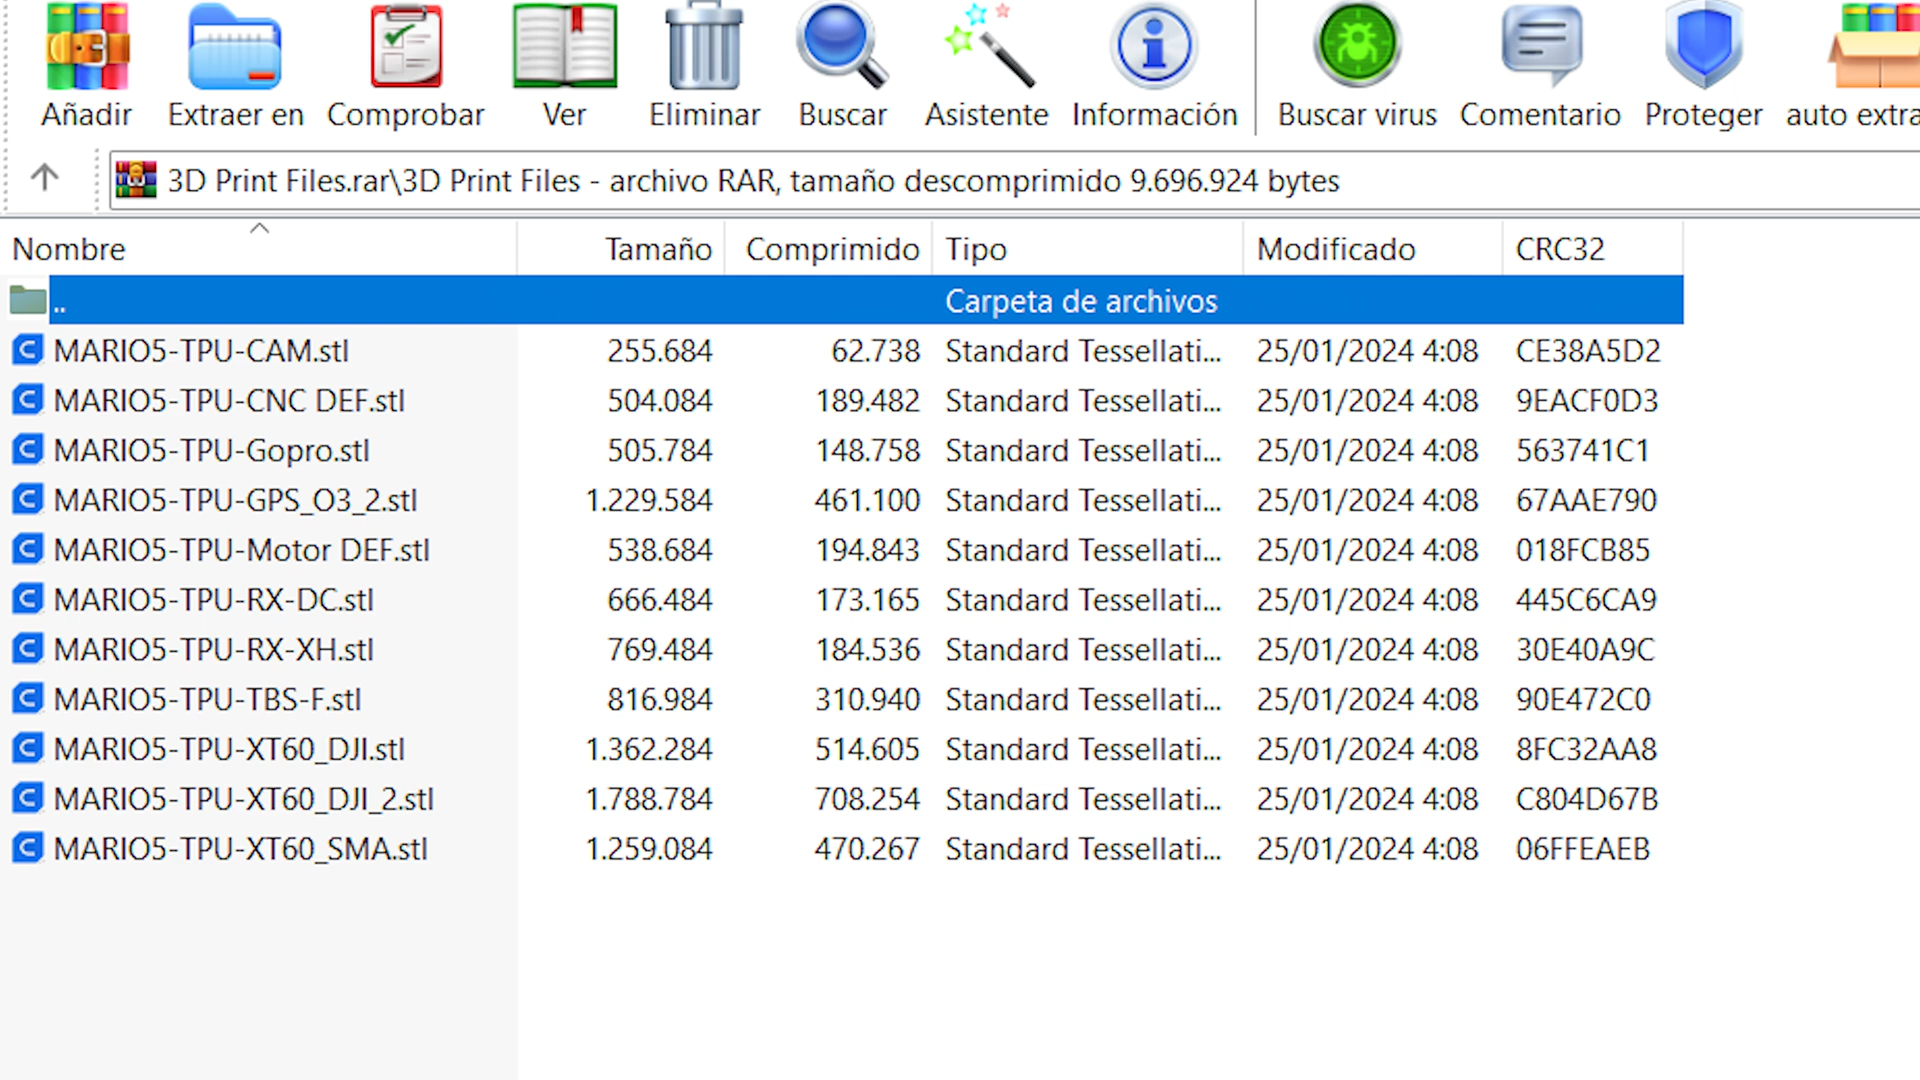 Añadir Extraer en Comprobar Ver Eliminar Buscar Asistente Información Buscar virus Comentario Proteger auto extra
3D Print Files.rar\3D Print Files - archivo RAR, tamaño descomprimido 9.696.924 bytes
Nombre Tamaño Comprimido Tipo Modificado CRC32
.. Carpeta de archivos
MARIO5-TPU-CAM.stl 255.684 62.738 Standard Tessellati... 25/01/2024 4:08 CE38A5D2
MARIO5-TPU-CNC DEF.stl 504.084 189.482 Standard Tessellati... 25/01/2024 4:08 9EACF0D3
MARIO5-TPU-Gopro.stl 505.784 148.758 Standard Tessellati... 25/01/2024 4:08 563741C1
MARIO5-TPU-GPS_O3_2.stl 1.229.584 461.100 Standard Tessellati... 25/01/2024 4:08 67AAE790
MARIO5-TPU-Motor DEF.stl 538.684 194.843 Standard Tessellati... 25/01/2024 4:08 018FCB85
MARIO5-TPU-RX-DC.stl 666.484 173.165 Standard Tessellati... 25/01/2024 4:08 445C6CA9
MARIO5-TPU-RX-XH.stl 769.484 184.536 Standard Tessellati... 25/01/2024 4:08 30E40A9C
MARIO5-TPU-TBS-F.stl 816.984 310.940 Standard Tessellati... 25/01/2024 4:08 90E472C0
MARIO5-TPU-XT60_DJI.stl 1.362.284 514.605 Standard Tessellati... 25/01/2024 4:08 8FC32AA8
MARIO5-TPU-XT60_DJI_2.stl 1.788.784 708.254 Standard Tessellati... 25/01/2024 4:08 C804D67B
MARIO5-TPU-XT60_SMA.stl 1.259.084 470.267 Standard Tessellati... 25/01/2024 4:08 06FFEAEB